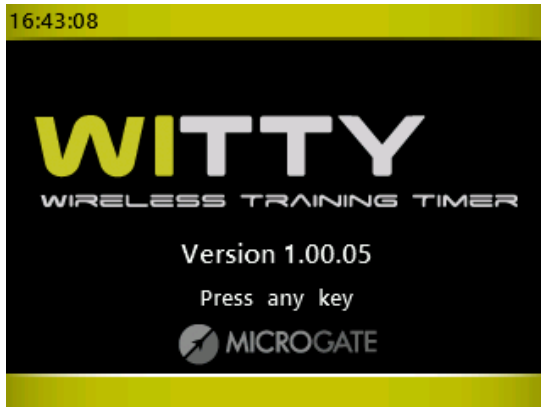 16:43:08
WITTY
WIRELESS TRAINING TIMER
Version 1.00.05
Press any key
MICROGATE